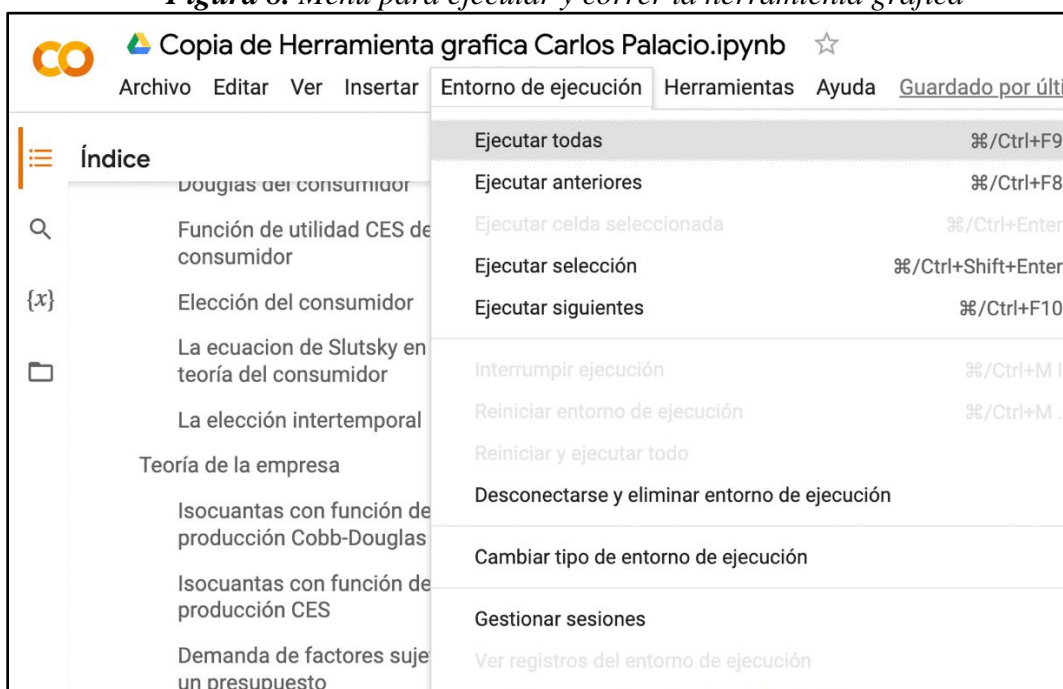 Figura 8. Menú para ejecutar y correr la herramienta gráfica
CO
Copia de Herramienta grafica Carlos Palacio.ipynb
Archivo Editar Ver Insertar Entorno de ejecución Herramientas Ayuda Guardado por últi
Índice
Douglas del consumidor
Función de utilidad CES de
consumidor
Elección del consumidor
La ecuacion de Slutsky en
teoría del consumidor
La elección intertemporal
Teoría de la empresa
Isocuantas con función de
producción Cobb-Douglas
Isocuantas con función de
producción CES
Demanda de factores suje
un presupuesto
{x}
Ejecutar todas ⌘/Ctrl+F9
Ejecutar anteriores ⌘/Ctrl+F8
Ejecutar celda seleccionada ⌘/Ctrl+Enter
Ejecutar selección ⌘/Ctrl+Shift+Enter
Ejecutar siguientes ⌘/Ctrl+F10
Interrumpir ejecución ⌘/Ctrl+M I
Reiniciar entorno de ejecución ⌘/Ctrl+M .
Reiniciar y ejecutar todo
Desconectarse y eliminar entorno de ejecución
Cambiar tipo de entorno de ejecución
Gestionar sesiones
Ver registros del entorno de ejecución